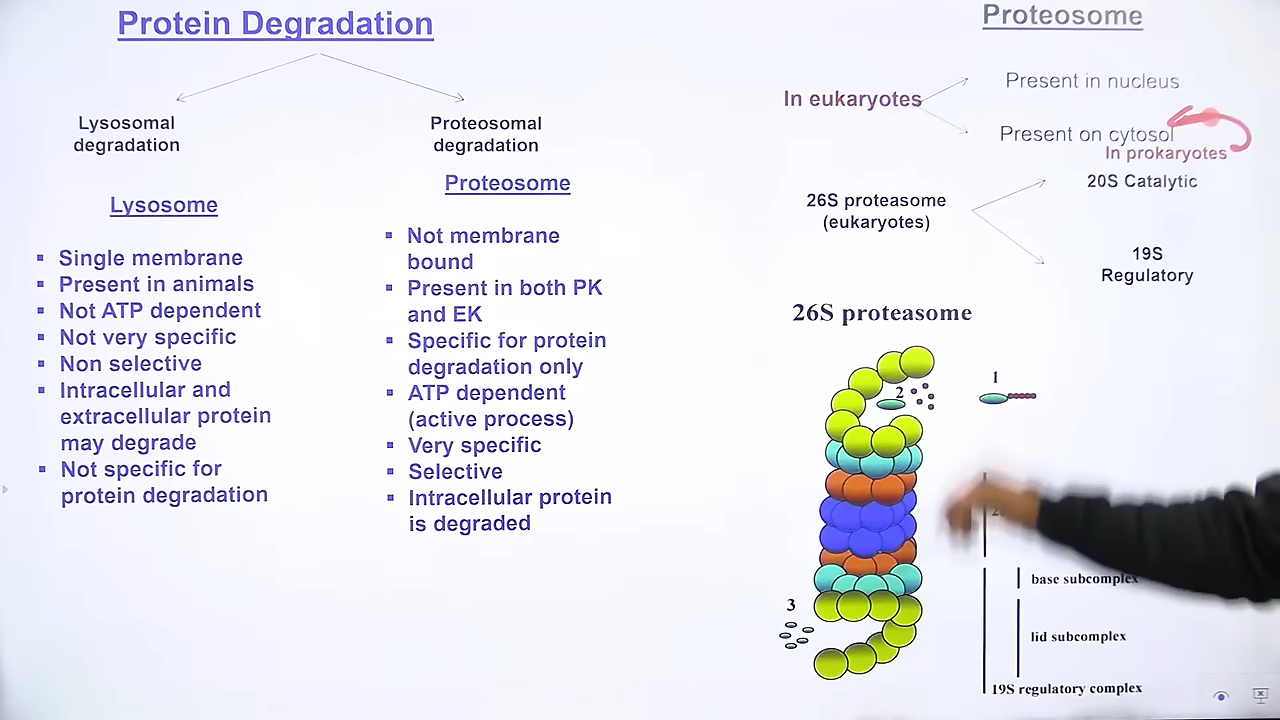 Protein Degradation
Lysosomal
degradation
Proteosomal
degradation
Lysosome
▪ Single membrane
▪ Present in animals
▪ Not ATP dependent
▪ Not very specific
▪ Non selective
▪ Intracellular and
extracellular protein
may degrade
▪ Not specific for
protein degradation
Proteosome
▪ Not membrane
bound
▪ Present in both PK
and EK
▪ Specific for protein
degradation only
▪ ATP dependent
(active process)
▪ Very specific
▪ Selective
▪ Intracellular protein
is degraded
Proteosome
In eukaryotes
Present in nucleus
Present on cytosol
In prokaryotes
26S proteasome
(eukaryotes)
20S Catalytic
19S
Regulatory
26S proteasome
1
2
3
base subcomplex
lid subcomplex
19S regulatory complex